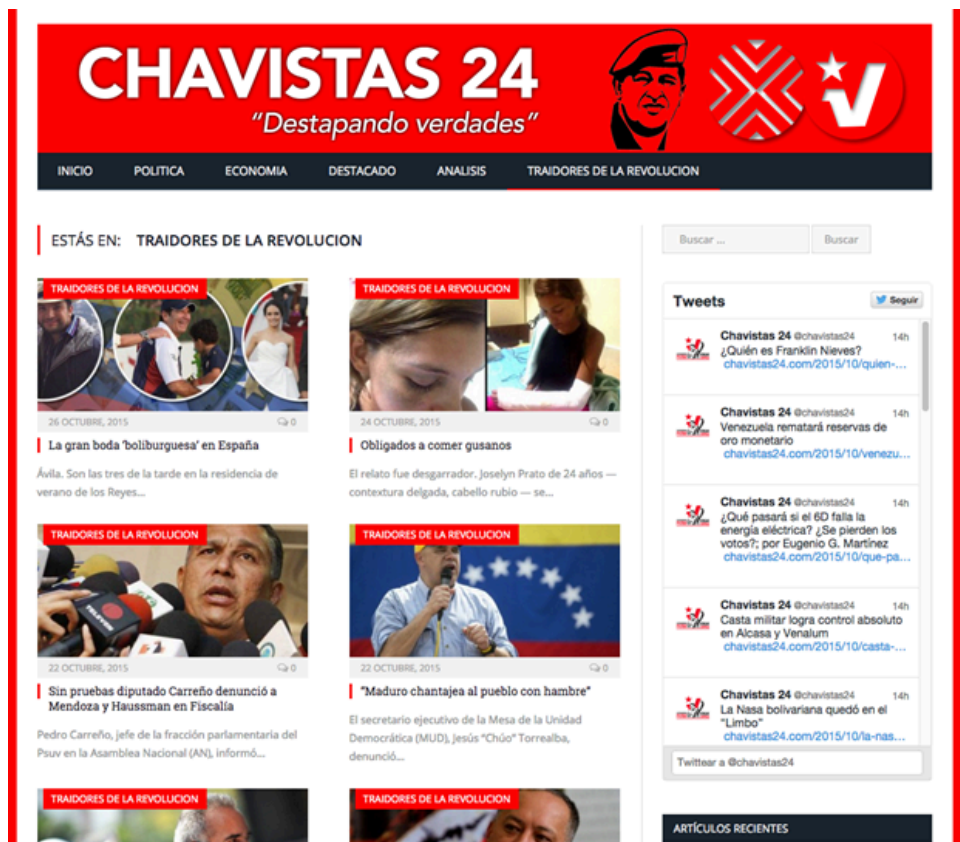 CHAVISTAS 24
"Destapando verdades"
INICIO
POLITICA
ECONOMIA
DESTACADO
ANALISIS
TRAIDORES DE LA REVOLUCION
ESTÁS EN: TRAIDORES DE LA REVOLUCION
TRAIDORES DE LA REVOLUCION
26 OCTUBRE, 2015
0
La gran boda ‘boliburguesa’ en España
Ávila. Son las tres de la tarde en la residencia de
verano de los Reyes...
TRAIDORES DE LA REVOLUCION
24 OCTUBRE, 2015
0
Obligados a comer gusanos
El relato fue desgarrador. Joselyn Prato de 24 años —
contextura delgada, cabello rubio — se...
TRAIDORES DE LA REVOLUCION
TELEVEN
22 OCTUBRE, 2015
0
Sin pruebas diputado Carreño denunció a
Mendoza y Haussman en Fiscalía
Pedro Carreño, jefe de la fracción parlamentaria del
Psuv en la Asamblea Nacional (AN), informó...
TRAIDORES DE LA REVOLUCION
22 OCTUBRE, 2015
0
“Maduro chantajea al pueblo con hambre”
El secretario ejecutivo de la Mesa de la Unidad
Democrática (MUD), Jesús “Chúo” Torrealba,
denunció...
TRAIDORES DE LA REVOLUCION
TRAIDORES DE LA REVOLUCION
Buscar ...
Buscar
Tweets
Seguir
Chavistas 24 @chavistas24 14h
¿Quién es Franklin Nieves?
chavistas24.com/2015/10/quien-...
Chavistas 24 @chavistas24 14h
Venezuela rematará reservas de
oro monetario
chavistas24.com/2015/10/venezu...
Chavistas 24 @chavistas24 14h
¿Qué pasará si el 6D falla la
energía eléctrica? ¿Se pierden los
votos?; por Eugenio G. Martínez
chavistas24.com/2015/10/que-pa...
Chavistas 24 @chavistas24 14h
Casta militar logra control absoluto
en Alcasa y Venalum
chavistas24.com/2015/10/casta-...
Chavistas 24 @chavistas24 14h
La Nasa bolivariana quedó en el
"Limbo"
chavistas24.com/2015/10/la-nas...
Twittear a @chavistas24
ARTÍCULOS RECIENTES